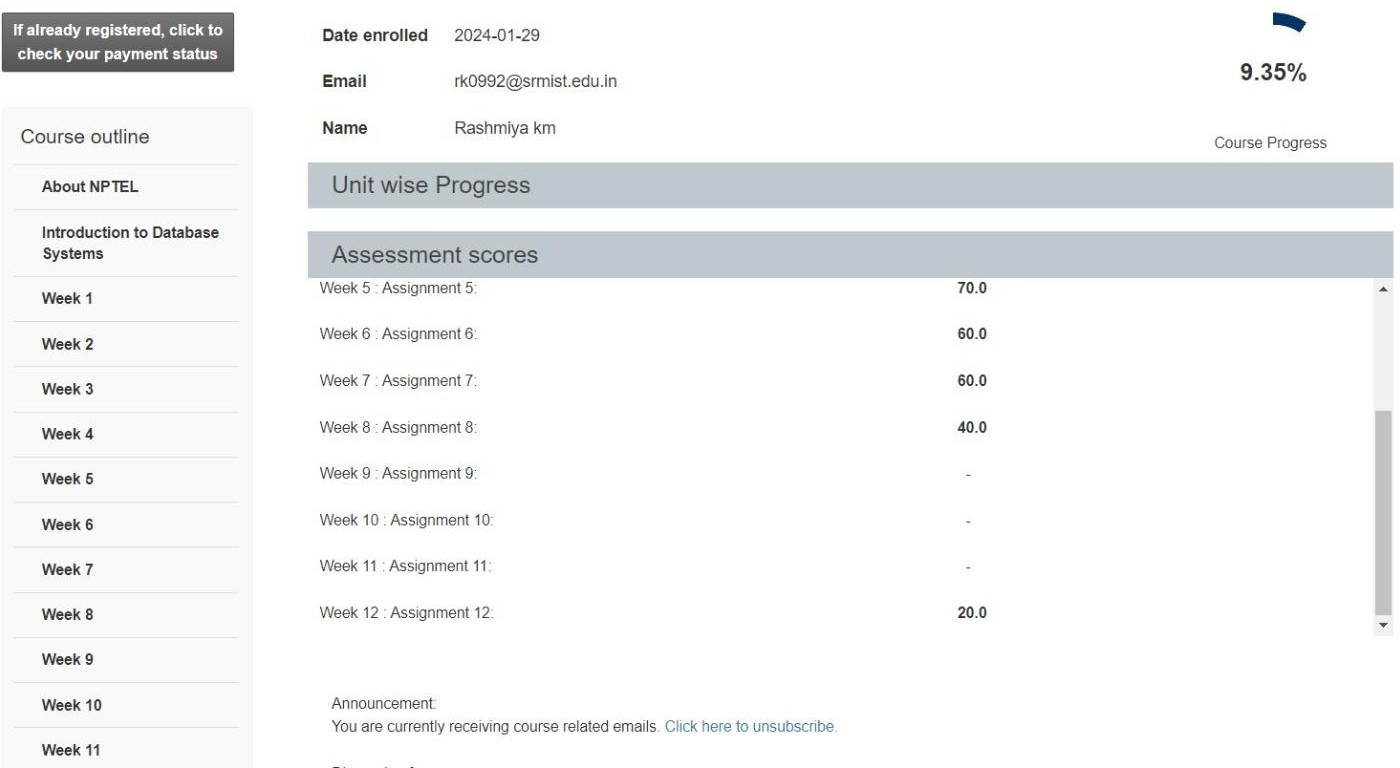 If already registered, click to
check your payment status
Course outline
About NPTEL
Introduction to Database
Systems
Week 1
Week 2
Week 3
Week 4
Week 5
Week 6
Week 7
Week 8
Week 9
Week 10
Week 11
Date enrolled 2024-01-29
Email rk0992@srmist.edu.in
Name Rashmiya km
9.35%
Course Progress
Unit wise Progress
Assessment scores
Week 5 : Assignment 5: 70.0
Week 6 : Assignment 6: 60.0
Week 7 : Assignment 7: 60.0
Week 8 : Assignment 8: 40.0
Week 9 : Assignment 9: -
Week 10 : Assignment 10: -
Week 11 : Assignment 11: -
Week 12 : Assignment 12: 20.0
Announcement:
You are currently receiving course related emails. Click here to unsubscribe.